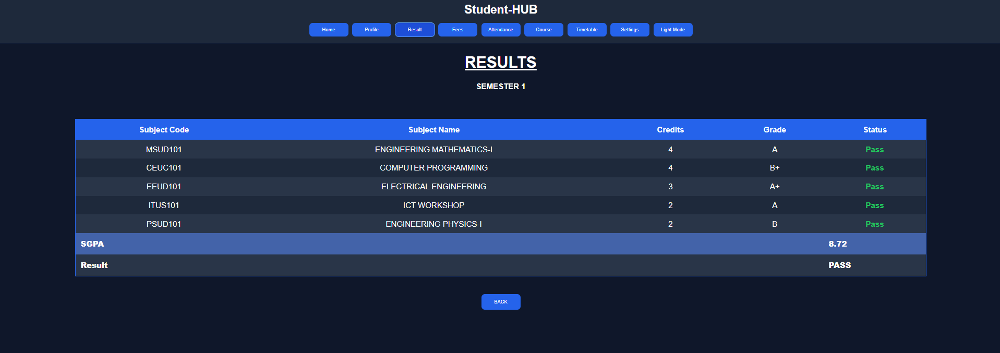 Student-HUB
Home Profile Result Fees Attendance Course Timetable Settings Light Mode
RESULTS
SEMESTER 1
Subject Code Subject Name Credits Grade Status
MSUD101 ENGINEERING MATHEMATICS-I 4 A Pass
CEUC101 COMPUTER PROGRAMMING 4 B+ Pass
EEUD101 ELECTRICAL ENGINEERING 3 A+ Pass
ITUS101 ICT WORKSHOP 2 A Pass
PSUD101 ENGINEERING PHYSICS-I 2 B Pass
SGPA 8.72
Result PASS
BACK